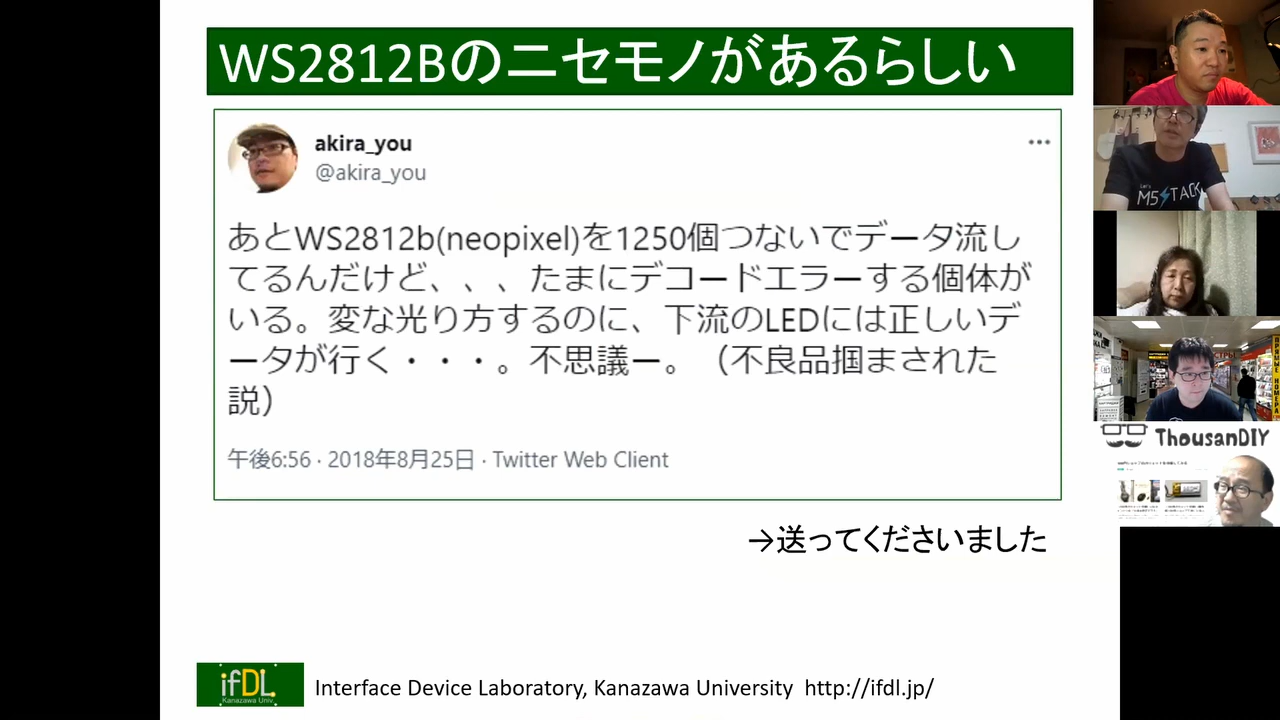 WS2812Bのニセモノがあるらしい
akira_you
@akira_you
あとWS2812b(neopixel)を1250個つないでデータ流し
てるんだけど、、、たまにデコードエラーする個体が
いる。変な光り方するのに、下流のLEDには正しいデ
ータが行く・・・。不思議ー。（不良品掴まされた
説）
午後6:56 · 2018年8月25日 · Twitter Web Client
→送ってくださいました
ifDL
Kanazawa Univ.
Interface Device Laboratory, Kanazawa University http://ifdl.jp/
Let's
M5STACK
ThousanDIY